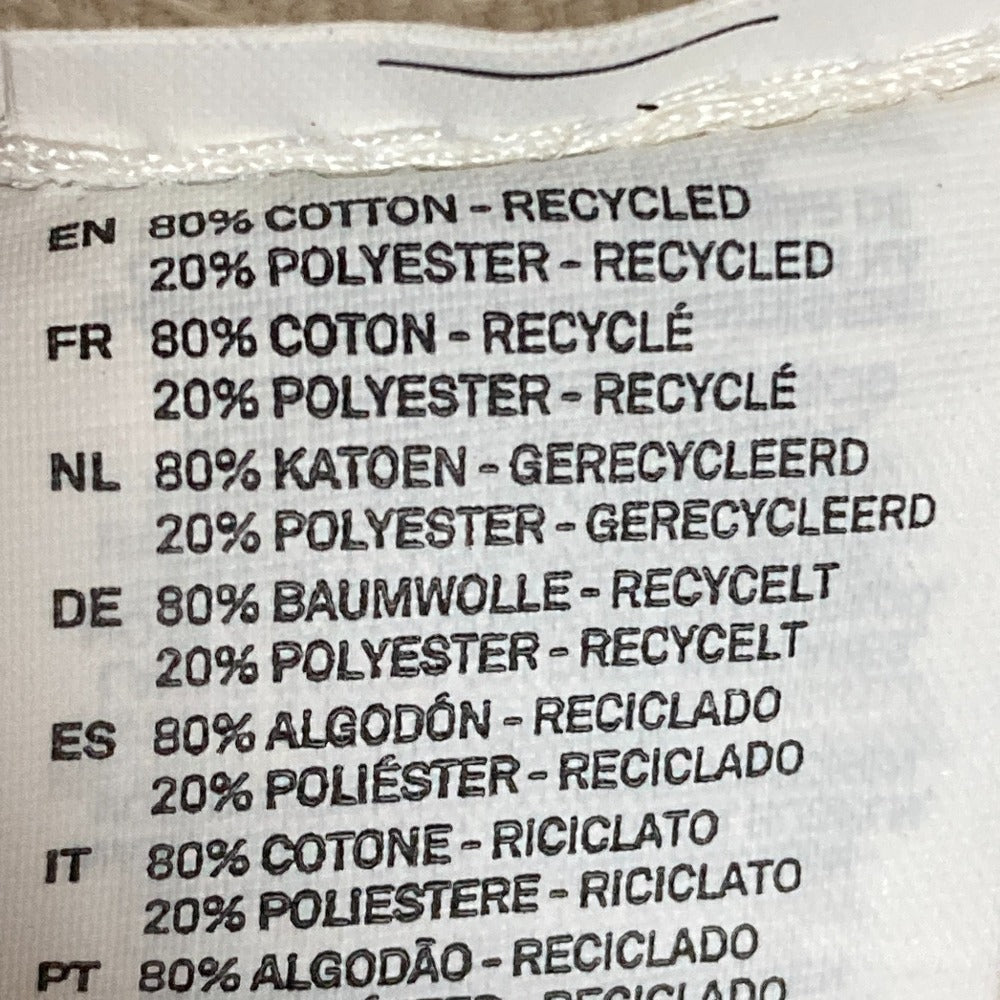 EN 80% COTTON - RECYCLED
20% POLYESTER - RECYCLED
FR 80% COTON - RECYCLÉ
20% POLYESTER - RECYCLÉ
NL 80% KATOEN - GERECYCLEERD
20% POLYESTER - GERECYCLEERD
DE 80% BAUMWOLLE - RECYCELT
20% POLYESTER - RECYCELT
ES 80% ALGODÓN - RECICLADO
20% POLIÉSTER - RECICLADO
IT 80% COTONE - RICICLATO
20% POLIESTERE - RICICLATO
PT 80% ALGODÃO - RECICLADO
RECICLADO